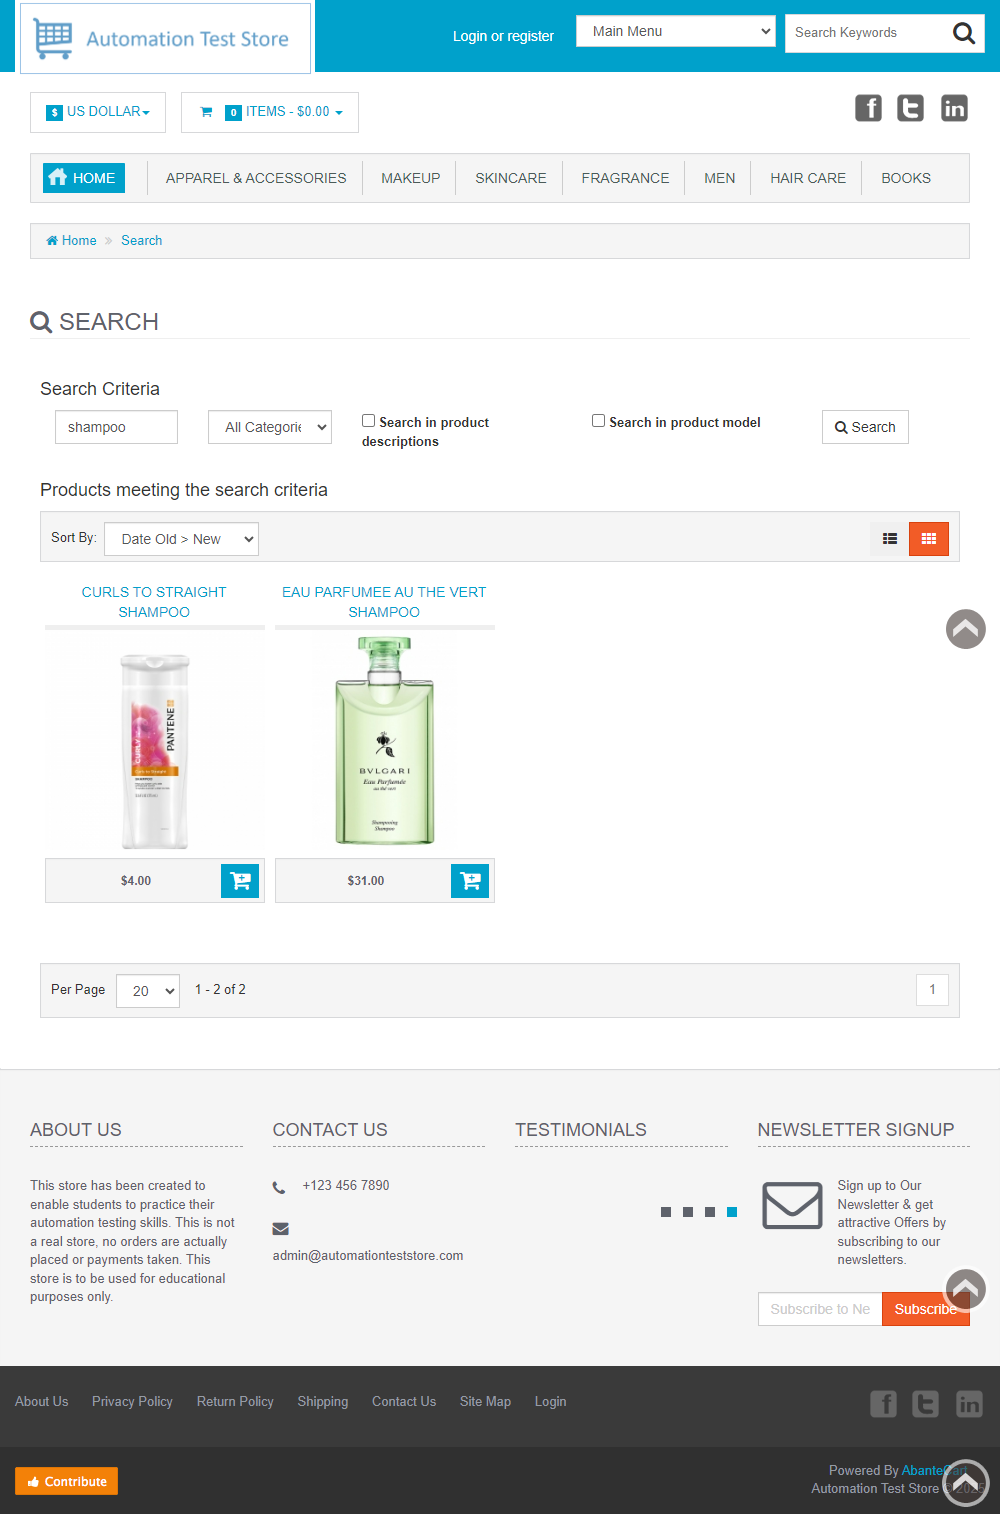 Automation Test Store
Login or register
Main Menu
Search Keywords
$ US DOLLAR
0 ITEMS - $0.00
f t in
HOME
APPAREL & ACCESSORIES
MAKEUP
SKINCARE
FRAGRANCE
MEN
HAIR CARE
BOOKS
Home » Search
SEARCH
Search Criteria
shampoo
All Categorie
Search in product
descriptions
Search in product model
Search
Products meeting the search criteria
Sort By:
Date Old > New
CURLS TO STRAIGHT
SHAMPOO
EAU PARFUMEE AU THE VERT
SHAMPOO
PANTENE
CURLY
SHAMPOO
BVLGARI
Eau Parfumée
au thé vert
Shampooing
Shampoo
$4.00
$31.00
Per Page
20
1 - 2 of 2
1
ABOUT US
This store has been created to
enable students to practice their
automation testing skills. This is not
a real store, no orders are actually
placed or payments taken. This
store is to be used for educational
purposes only.
CONTACT US
+123 456 7890
admin@automationteststore.com
TESTIMONIALS
NEWSLETTER SIGNUP
Sign up to Our
Newsletter & get
attractive Offers by
subscribing to our
newsletters.
Subscribe to Ne
Subscribe
About Us
Privacy Policy
Return Policy
Shipping
Contact Us
Site Map
Login
f t in
Contribute
Powered By AbanteCart
Automation Test Store © 2025